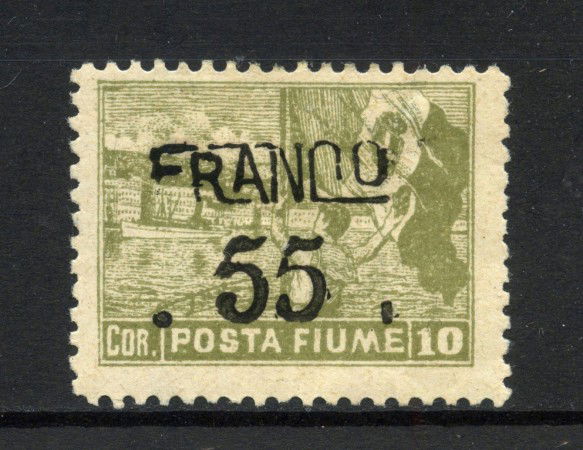 FRANCO
. 55 .
COR. POSTA FIUME 10